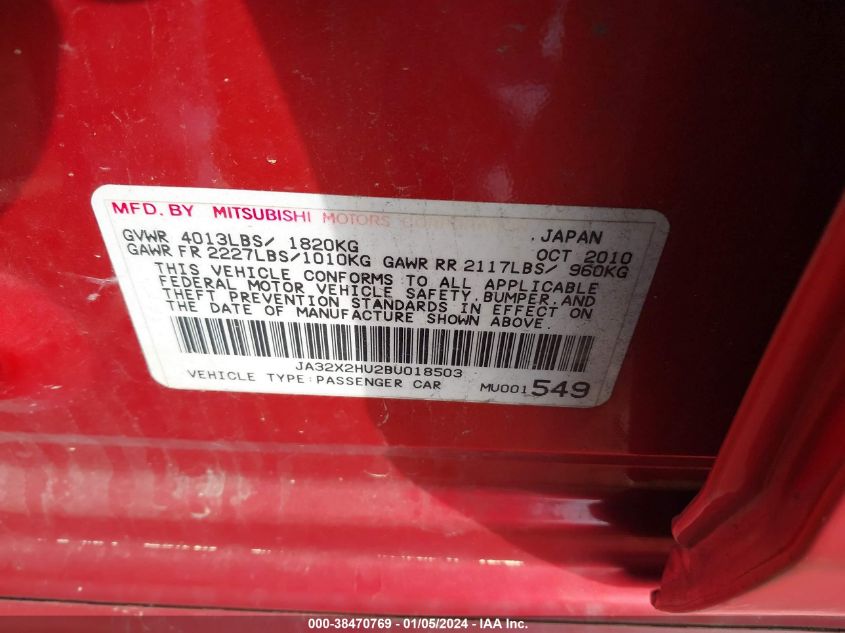 MFD. BY MITSUBISHI MOTORS CORPORATION, JAPAN
GVWR 4013LBS/ 1820KG OCT 2010
GAWR FR 2227LBS/1010KG GAWR RR 2117LBS/ 960KG
THIS VEHICLE CONFORMS TO ALL APPLICABLE
FEDERAL MOTOR VEHICLE SAFETY,BUMPER,AND
THEFT PREVENTION STANDARDS IN EFFECT ON
THE DATE OF MANUFACTURE SHOWN ABOVE.
JA32X2HU2BU018503
VEHICLE TYPE:PASSENGER CAR MU001549
000-38470769 - 01/05/2024 - IAA Inc.